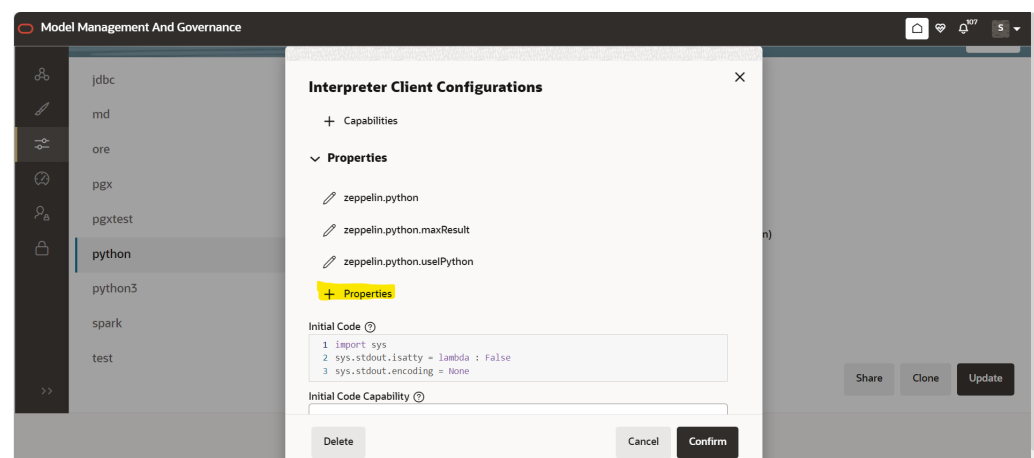 Model Management And Governance
107
S
jdbc
md
ore
pgx
pgxtest
python
python3
spark
test
>>
Interpreter Client Configurations
+ Capabilities
Properties
zeppelin.python
zeppelin.python.maxResult
zeppelin.python.useIPython
+ Properties
Initial Code ?
1 import sys
2 sys.stdout.isatty = lambda : False
3 sys.stdout.encoding = None
Initial Code Capability ?
Delete
Cancel
Confirm
n)
Share
Clone
Update